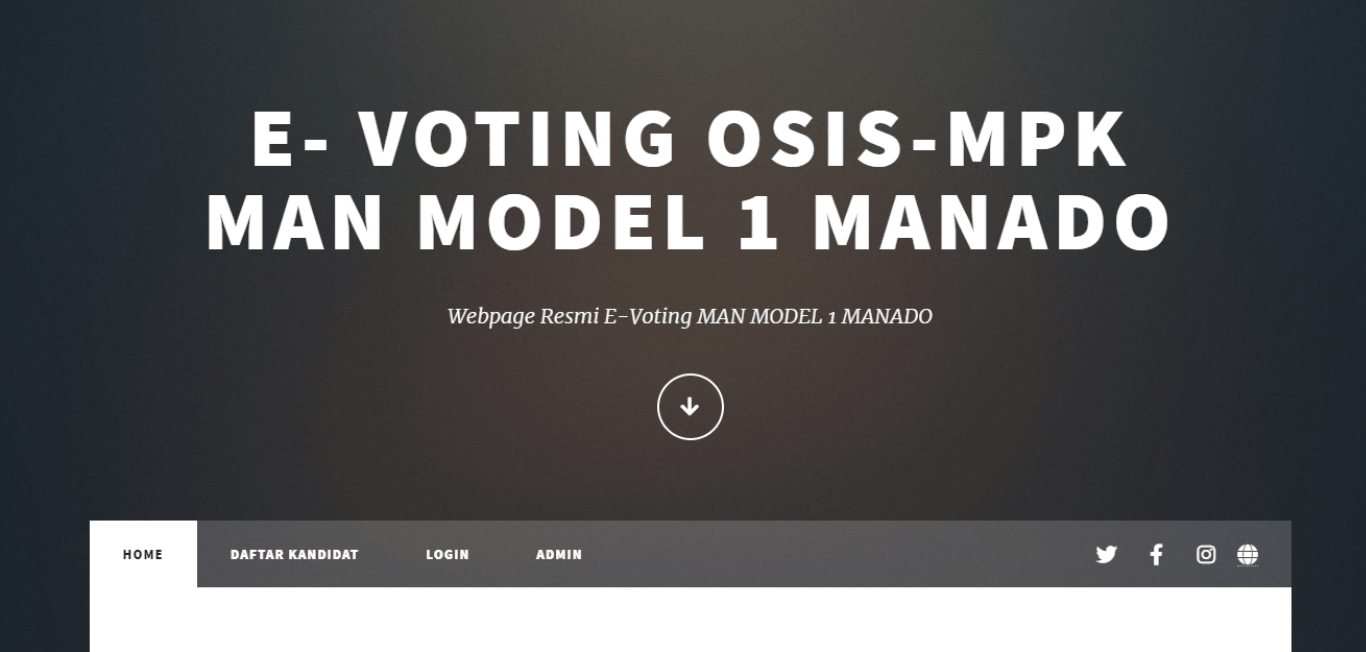 E- VOTING OSIS-MPK
MAN MODEL 1 MANADO
Webpage Resmi E-Voting MAN MODEL 1 MANADO
HOME DAFTAR KANDIDAT LOGIN ADMIN